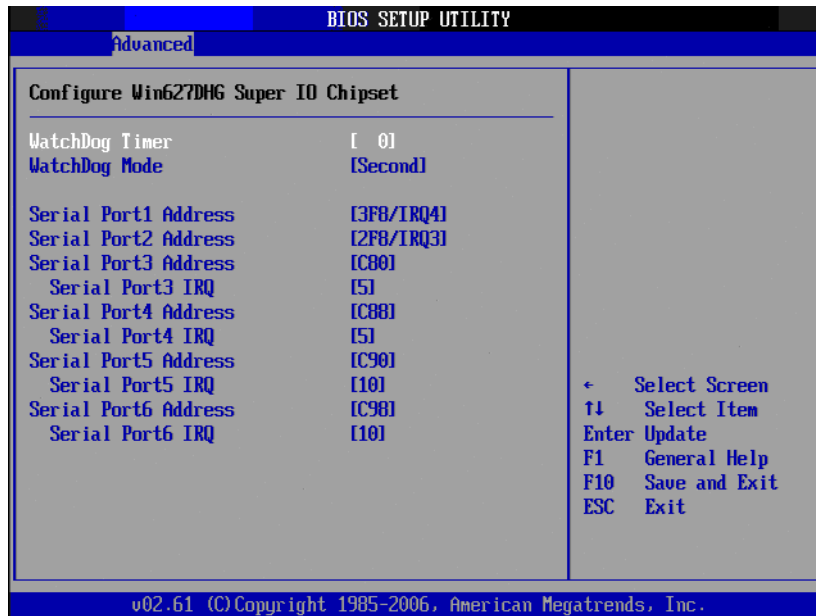 BIOS SETUP UTILITY
Advanced
Configure Win627DHG Super IO Chipset
WatchDog Timer [ 0]
WatchDog Mode [Second]
Serial Port1 Address [3F8/IRQ4]
Serial Port2 Address [2F8/IRQ3]
Serial Port3 Address [C80]
Serial Port3 IRQ [5]
Serial Port4 Address [C88]
Serial Port4 IRQ [5]
Serial Port5 Address [C90]
Serial Port5 IRQ [10]
Serial Port6 Address [C98]
Serial Port6 IRQ [10]
← Select Screen
↑↓ Select Item
Enter Update
F1 General Help
F10 Save and Exit
ESC Exit
v02.61 (C)Copyright 1985-2006, American Megatrends, Inc.